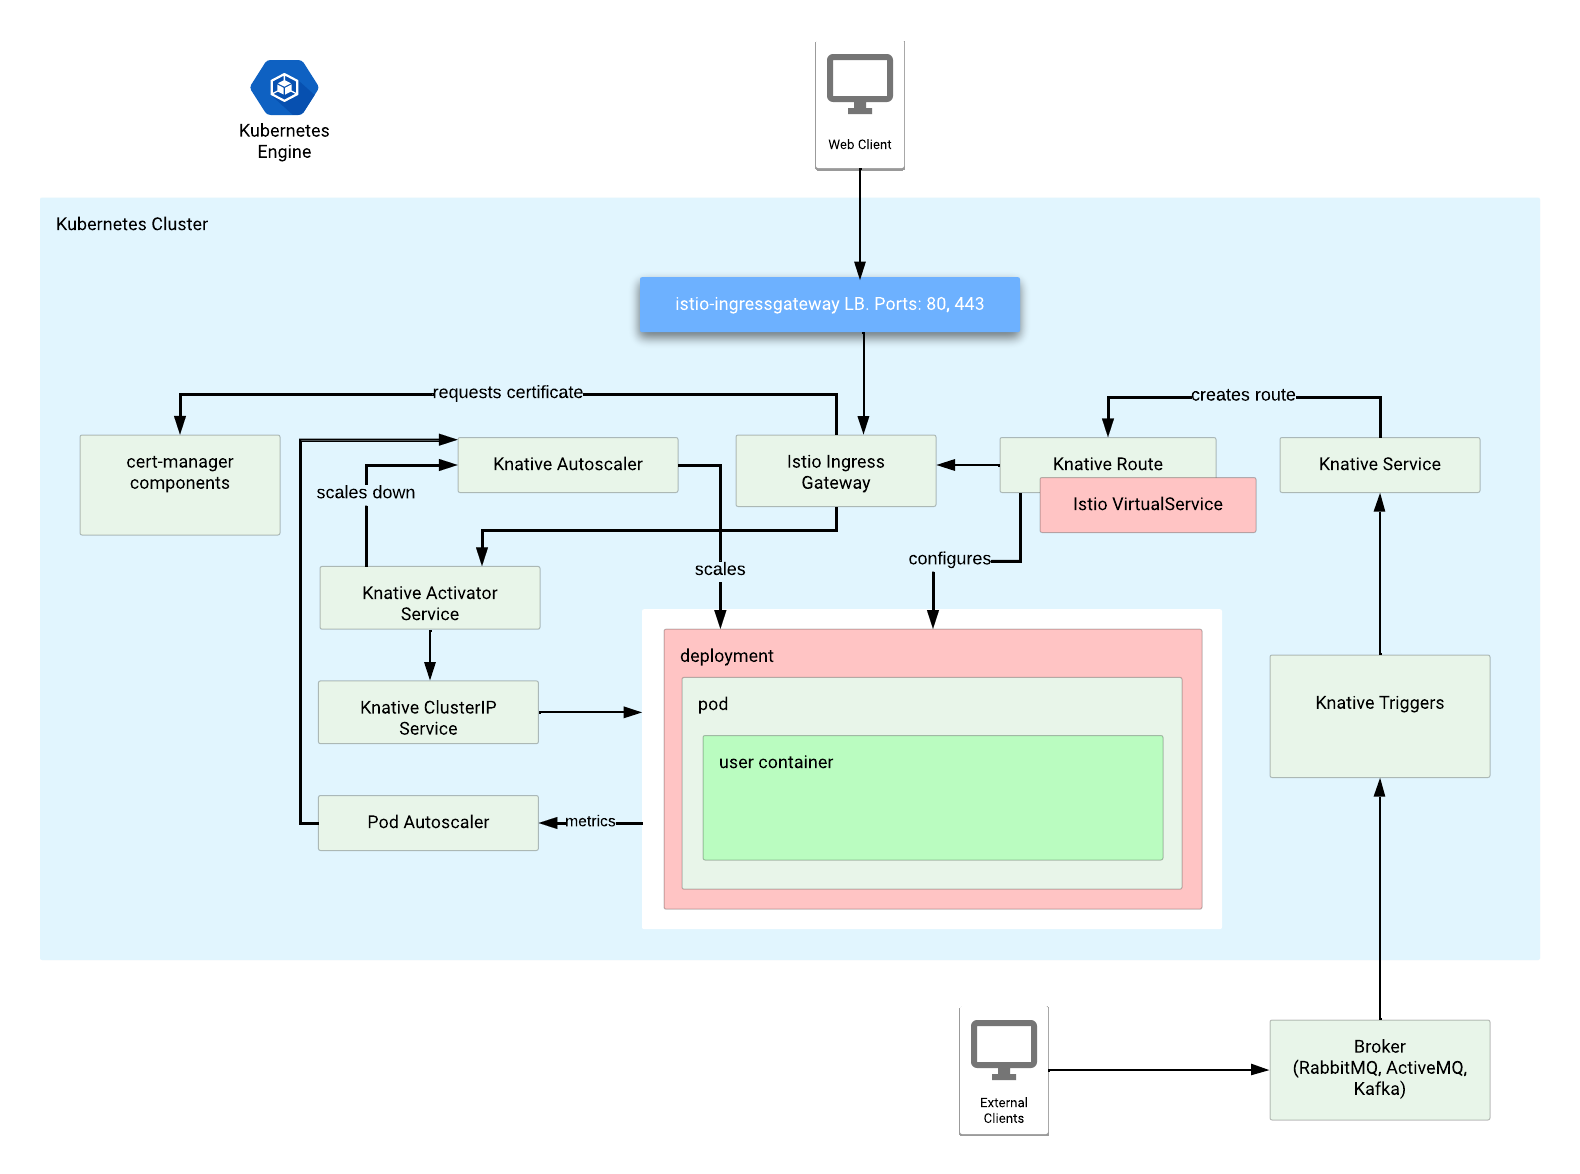 Kubernetes
Engine
Web Client
Kubernetes Cluster
istio-ingressgateway LB. Ports: 80, 443
requests certificate
creates route
cert-manager
components
Knative Autoscaler
Istio Ingress
Gateway
Knative Route
Knative Service
scales down
Istio VirtualService
scales
configures
Knative Activator
Service
deployment
pod
user container
Knative ClusterIP
Service
Knative Triggers
Pod Autoscaler
metrics
External
Clients
Broker
(RabbitMQ, ActiveMQ,
Kafka)